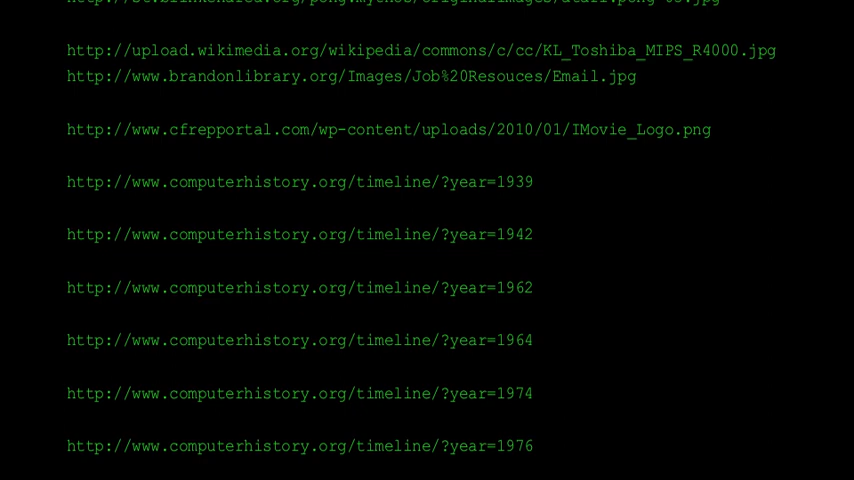 http://upload.wikimedia.org/wikipedia/commons/c/cc/KL_Toshiba_MIPS_R4000.jpg
http://www.brandonlibrary.org/Images/Job%20Resouces/Email.jpg
http://www.cfrepportal.com/wp-content/uploads/2010/01/IMovie_Logo.png
http://www.computerhistory.org/timeline/?year=1939
http://www.computerhistory.org/timeline/?year=1942
http://www.computerhistory.org/timeline/?year=1962
http://www.computerhistory.org/timeline/?year=1964
http://www.computerhistory.org/timeline/?year=1974
http://www.computerhistory.org/timeline/?year=1976